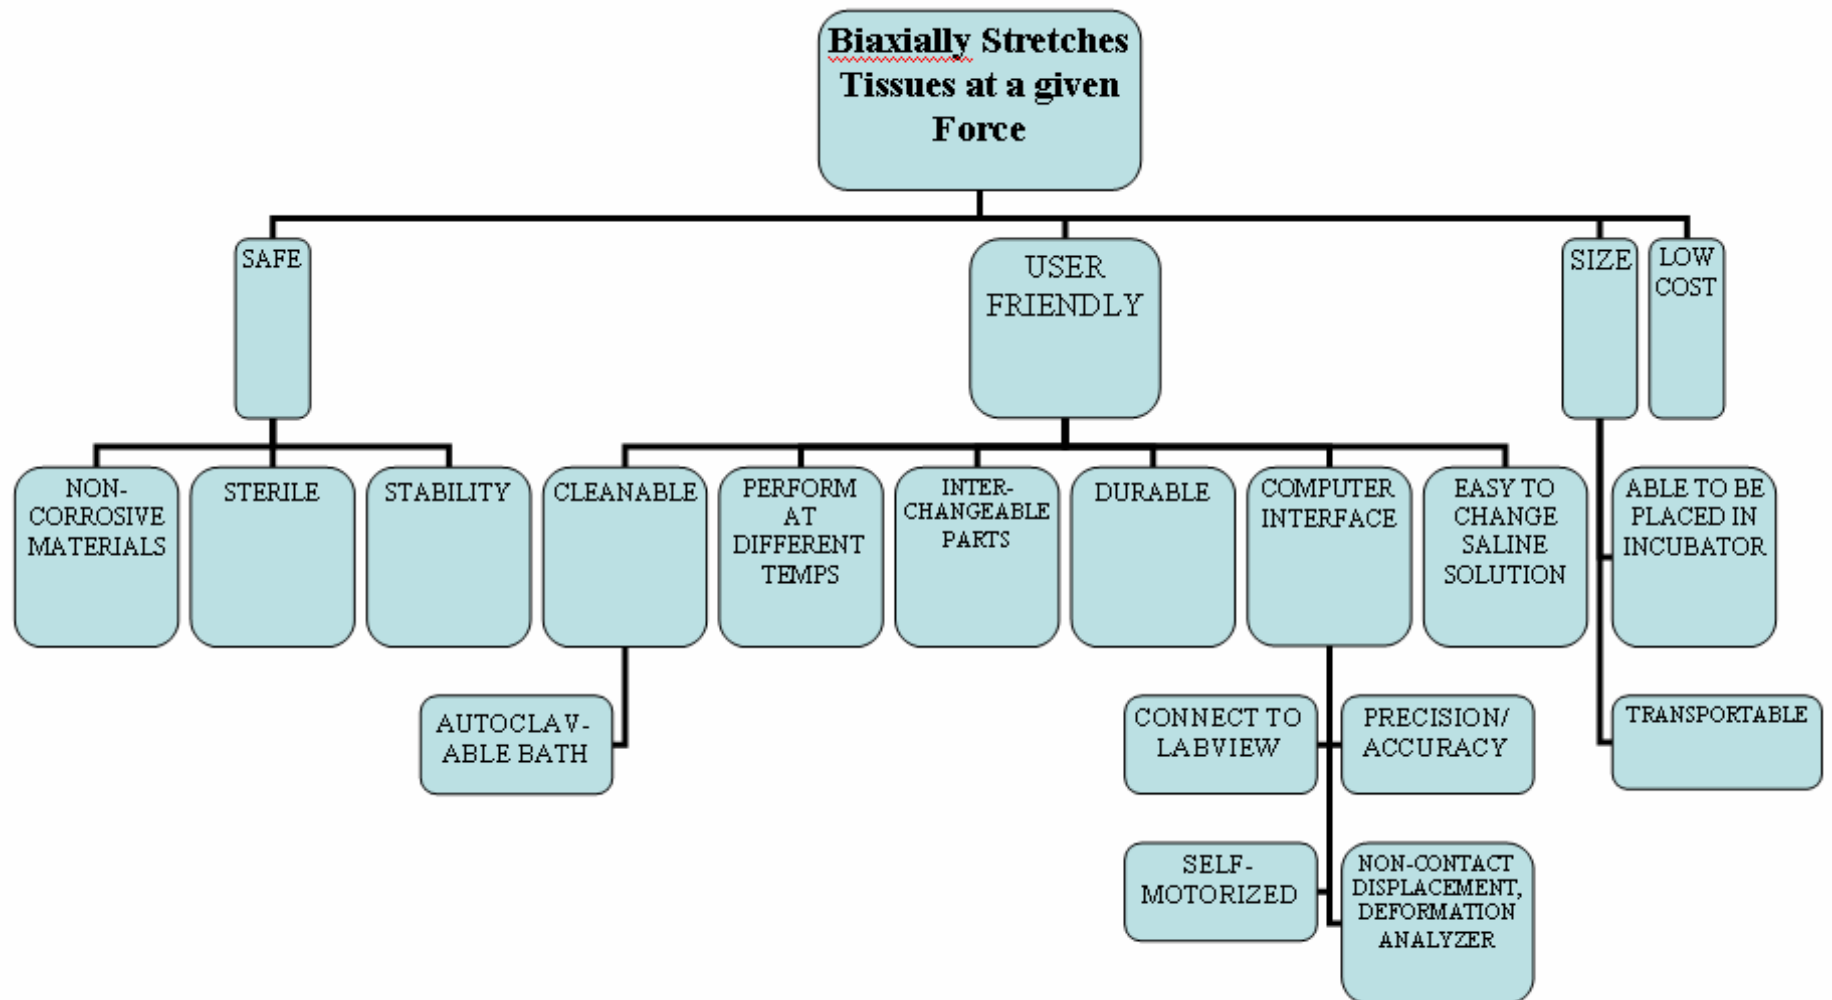 Biaxially Stretches
Tissues at a given
Force
SAFE
USER
FRIENDLY
SIZE
LOW
COST
NON-
CORROSIVE
MATERIALS
STERILE
STABILITY
CLEANABLE
PERFORM
AT
DIFFERENT
TEMPS
INTER-
CHANGEABLE
PARTS
DURABLE
COMPUTER
INTERFACE
EASY TO
CHANGE
SALINE
SOLUTION
ABLE TO BE
PLACED IN
INCUBATOR
AUTOCLAV-
ABLE BATH
CONNECT TO
LABVIEW
PRECISION/
ACCURACY
TRANSPORTABLE
SELF-
MOTORIZED
NON-CONTACT
DISPLACEMENT,
DEFORMATION
ANALYZER